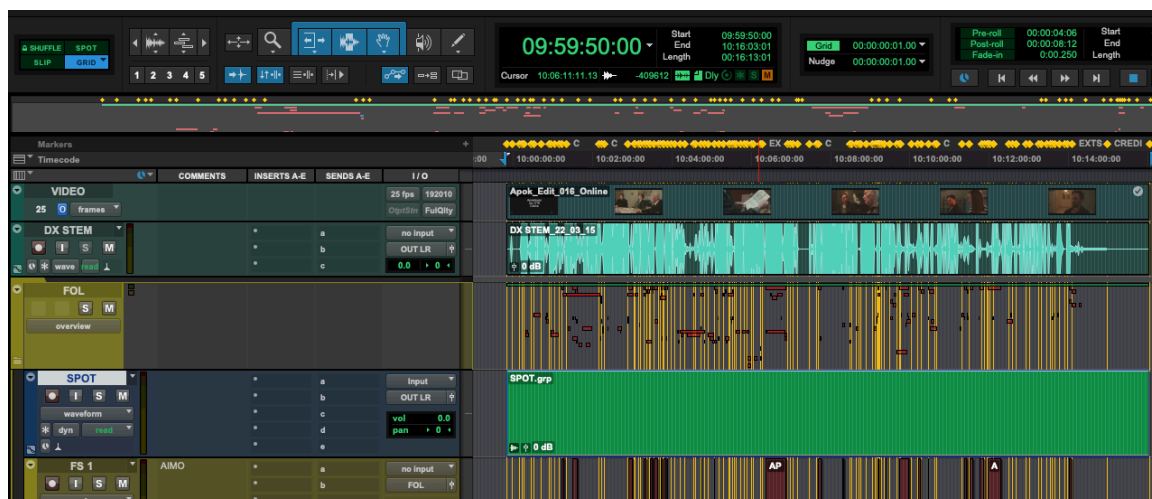 SHUFFLE SPOT
SLIP GRID
1 2 3 4 5
09:59:50:00
Start 09:59:50:00
End 10:16:03:01
Length 00:16:13:01
Cursor 10:06:11:11.13 -409612 Dly S M
Grid 00:00:00:01.00
Nudge 00:00:00:01.00
Pre-roll 00:00:04:06
Post-roll 00:00:08:12
Fade-in 0:00.250
Start
End
Length
Markers
C C EX C C EXTS CREDI
Timecode
:00 10:00:00:00 10:02:00:00 10:04:00:00 10:06:00:00 10:08:00:00 10:10:00:00 10:12:00:00 10:14:00:00
COMMENTS INSERTS A-E SENDS A-E I / O
VIDEO
25 O frames
25 fps 192010
OtptStn FulQlty
Apok_Edit_016_Online
DX STEM
I S M
wave read
a no input
b OUT LR
c 0.0 0
DX STEM_22_03_15
0 dB
FOL
S M
overview
SPOT
I S M
waveform
dyn read
a Input
b OUT LR
c vol 0.0
d pan 0
e
SPOT.grp
0 dB
FS 1
I S M
AIMO
a no input
b FOL
AP
A